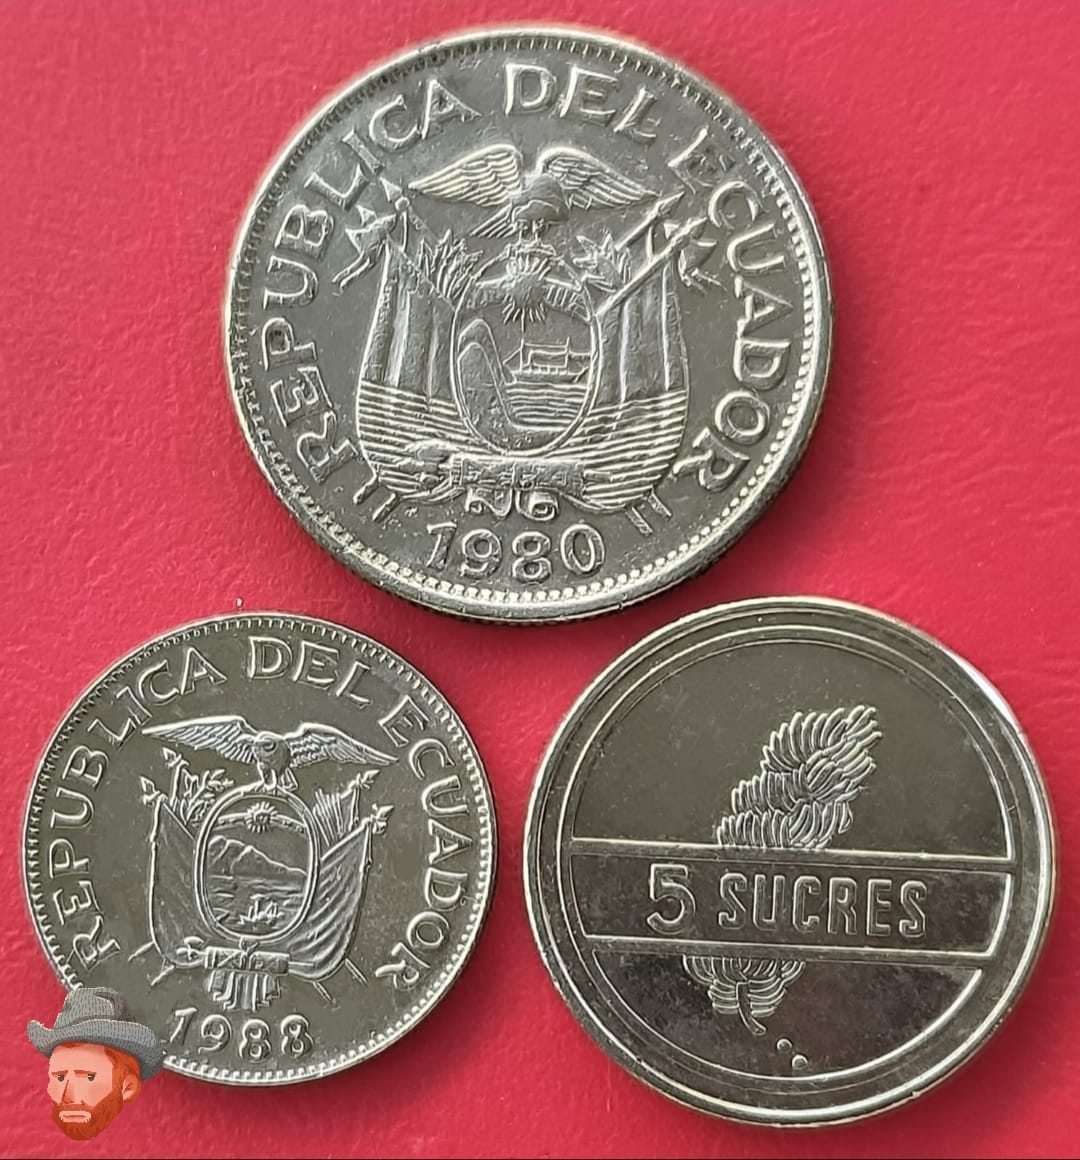 REPUBLICA DEL ECUADOR
1980
REPUBLICA DEL ECUADOR
1988
5 SUCRES